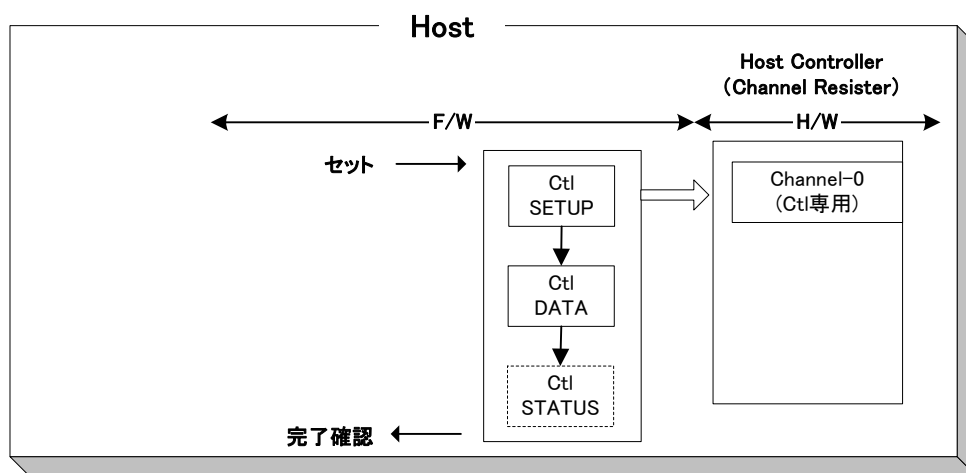 Host
Host Controller
(Channel Resister)
F/W
H/W
セット
Ctl
SETUP
Channel-0
(Ctl専用)
Ctl
DATA
Ctl
STATUS
完了確認